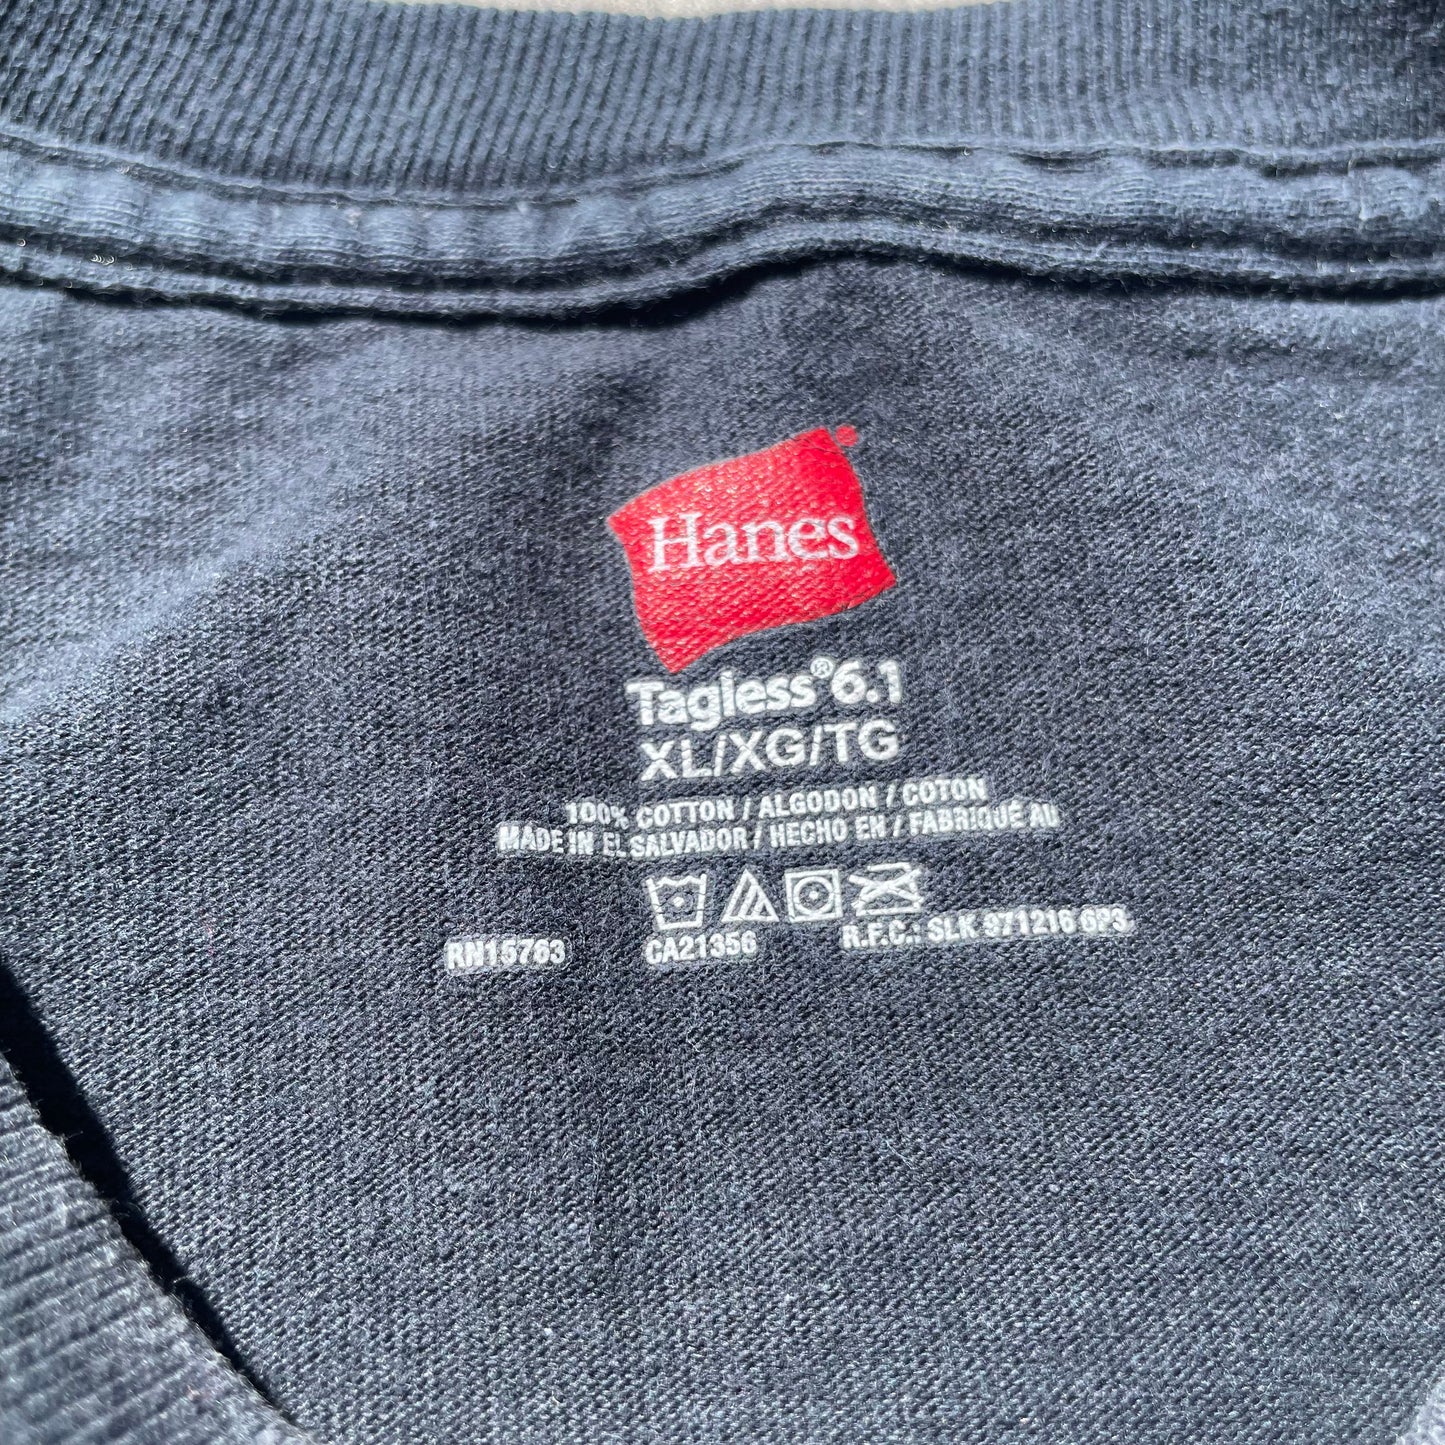 Hanes
Tagless®6.1
XL/XG/TG
100% COTTON / ALGODON / COTON
MADE IN EL SALVADOR / HECHO EN / FABRIQUÉ AU
RN15763 CA21356 R.F.C.: SLK 971216 6P3